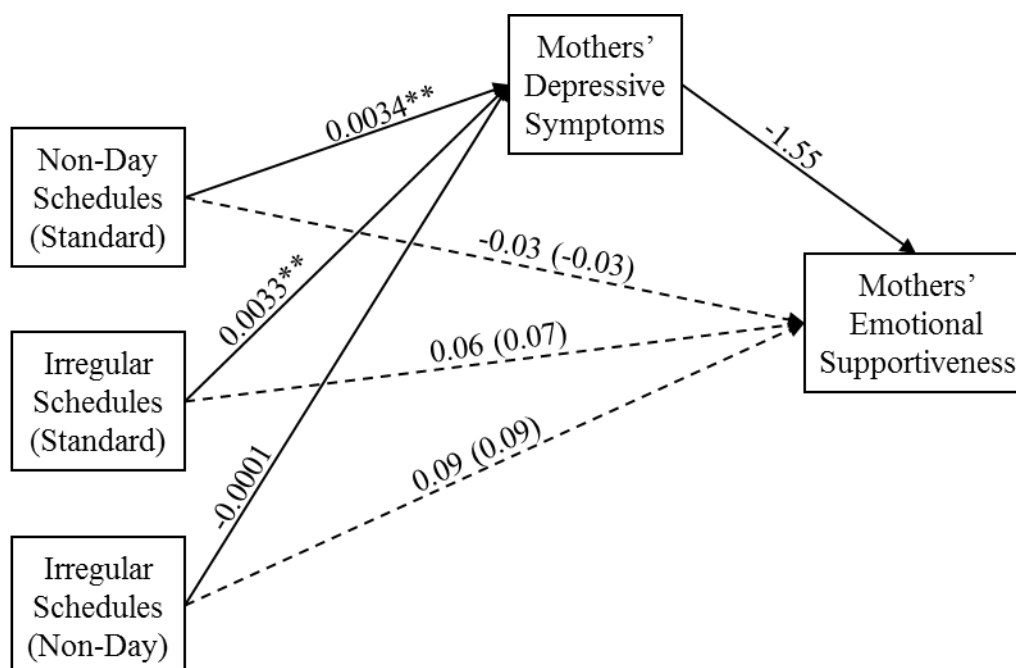 Mothers’
Depressive
Symptoms
0.0034**
-1.55
Non-Day
Schedules
(Standard)
-0.03 (-0.03)
0.0033**
Mothers’
Emotional
Supportiveness
Irregular
Schedules
(Standard)
0.06 (0.07)
0.09 (0.09)
-0.0001
Irregular
Schedules
(Non-Day)